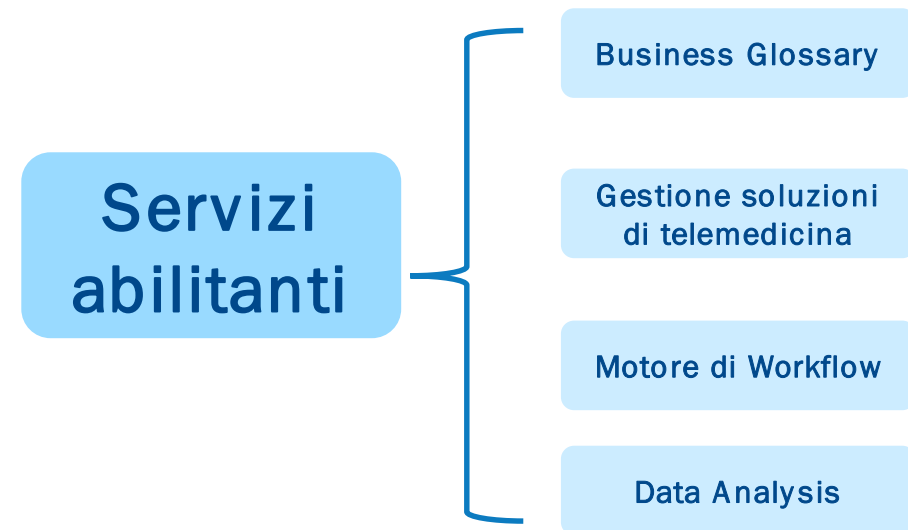 Servizi
abilitanti
Business Glossary
Gestione soluzioni
di telemedicina
Motore di Workflow
Data Analysis